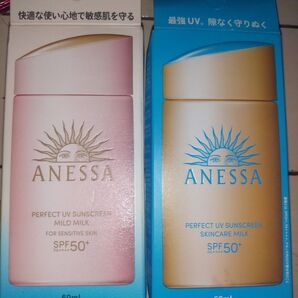 快適な使い心地で敏感肌を守る
ANESSA
PERFECT UV SUNSCREEN
MILD MILK
FOR SENSITIVE SKIN
SPF50+
60ml
最強UV。隙なく守りぬく
ANESSA
PERFECT UV SUNSCREEN
SKINCARE MILK
SPF50+
60ml